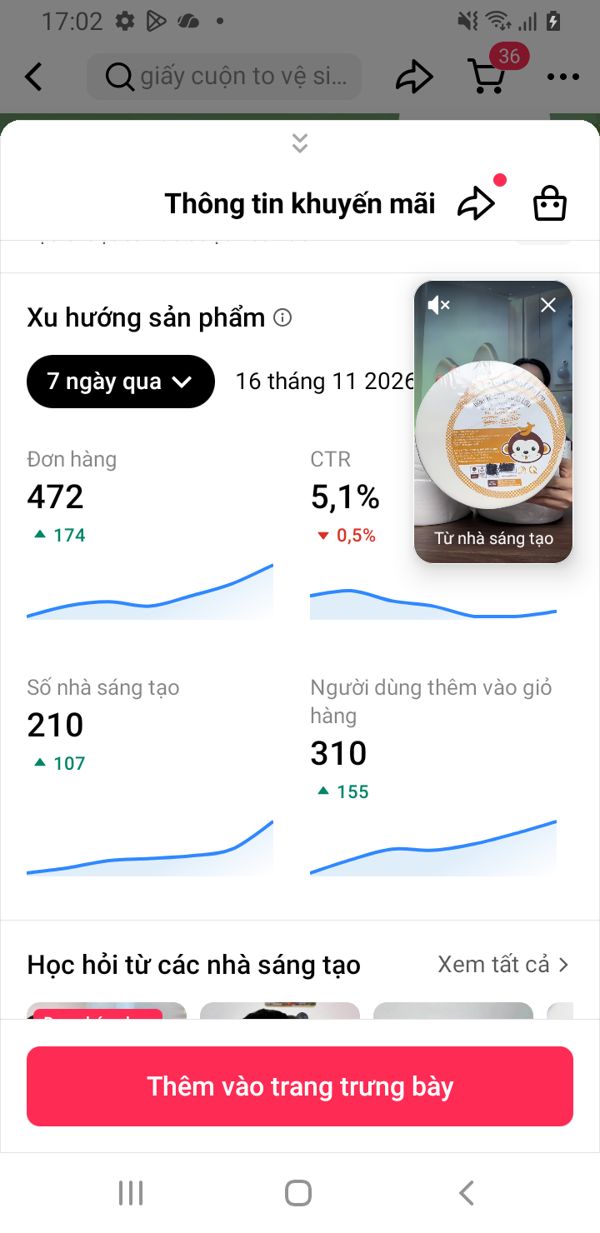 17:02
giấy cuộn to vệ si...
36
Thông tin khuyến mãi
Xu hướng sản phẩm
7 ngày qua
16 tháng 11 2026
Đơn hàng
472
174
CTR
5,1%
0,5%
Từ nhà sáng tạo
Số nhà sáng tạo
210
107
Người dùng thêm vào giỏ
hàng
310
155
Học hỏi từ các nhà sáng tạo
Xem tất cả
Thêm vào trang trưng bày